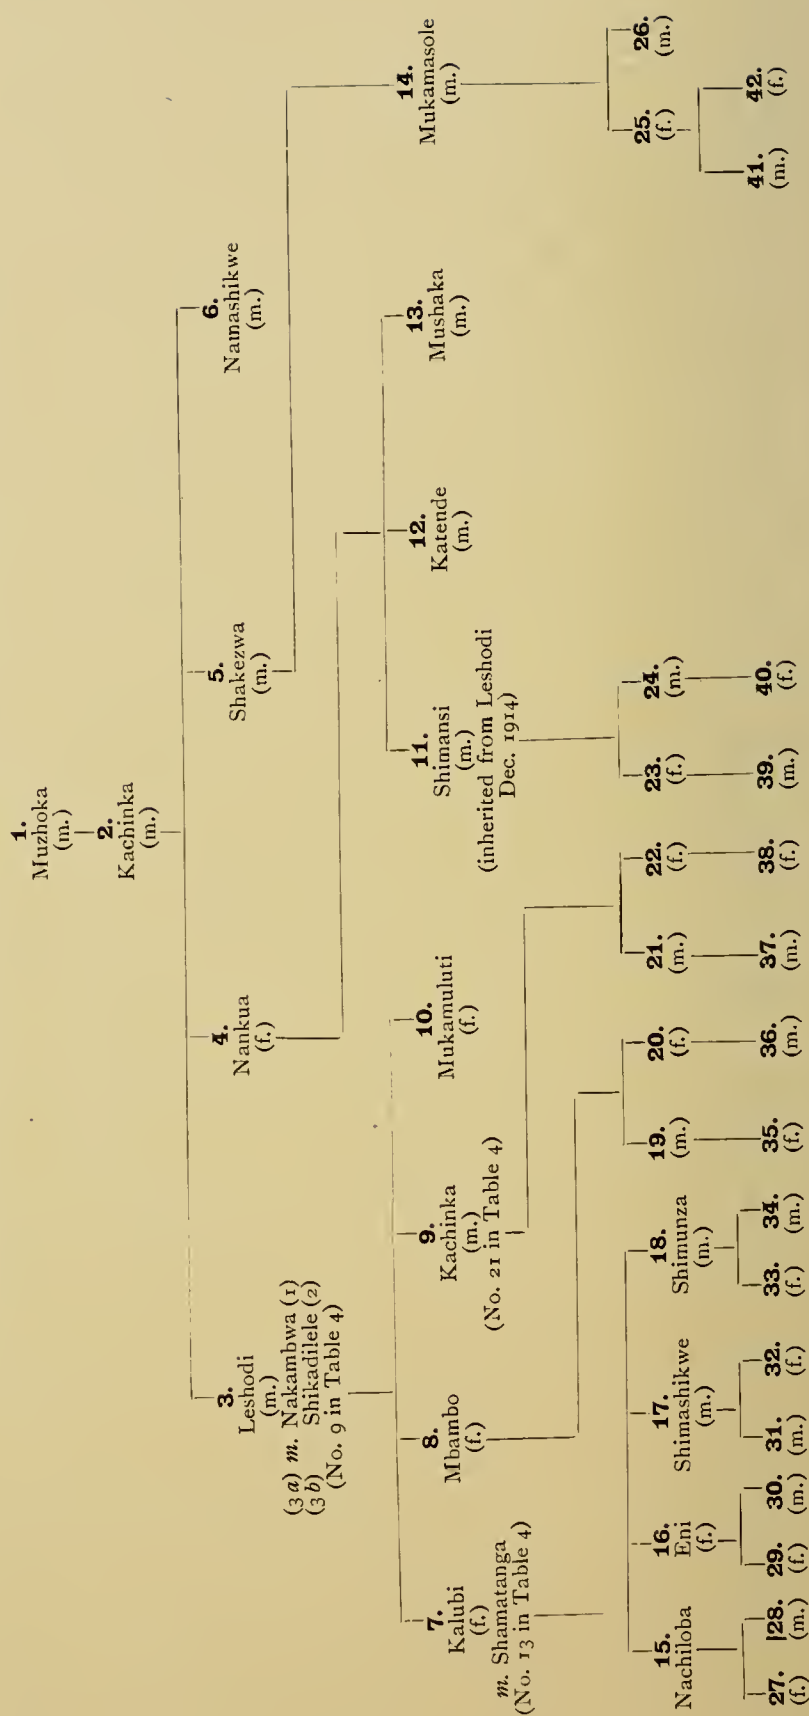 1.
Muzhoka
(m.)
2.
Kachinka
(m.)
3.
Leshodi
(m.)
(3 a) m. Nakambwa (1)
(3 b) Shikadilele (2)
(No. 9 in Table 4)
4.
Nankua
(f.)
5.
Shakezwa
(m.)
6.
Namashikwe
(m.)
7.
Kalubi
(f.)
m. Shamatanga
(No. 13 in Table 4)
8.
Mbambo
(f.)
9.
Kachinka
(m.)
(No. 21 in Table 4)
10.
Mukamuluti
(f.)
11.
Shimansi
(m.)
(inherited from Leshodi
Dec. 1914)
12.
Katende
(m.)
13.
Mushaka
(m.)
14.
Mukamasole
(m.)
15.
Nachiloba
16.
Eni
(f.)
17.
Shimashikwe
(m.)
18.
Shimunza
(m.)
19.
(m.)
20.
(f.)
21.
(m.)
22.
(f.)
23.
(f.)
24.
(m.)
25.
(f.)
26.
(m.)
27.
(f.)
28.
(m.)
29.
(f.)
30.
(m.)
31.
(m.)
32.
(f.)
33.
(f.)
34.
(m.)
35.
(f.)
36.
(m.)
37.
(m.)
38.
(f.)
39.
(m.)
40.
(f.)
41.
(m.)
42.
(f.)